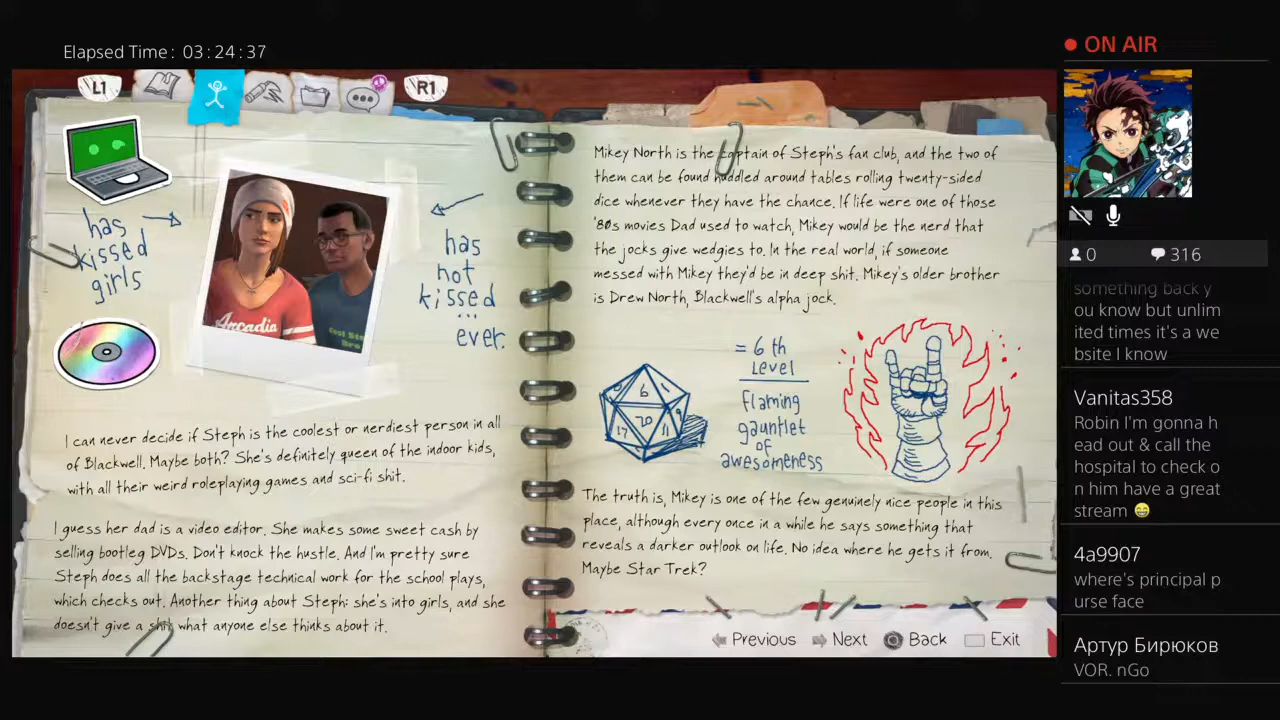 Elapsed Time: 03:24:37
ON AIR
L1
R1
has
kissed
girls
has
not
kissed
...
ever.
Arcadia
I can never decide if Steph is the coolest or nerdiest person in all
of Blackwell. Maybe both? She's definitely queen of the indoor kids,
with all their weird roleplaying games and sci-fi shit.
I guess her dad is a video editor. She makes some sweet cash by
selling bootleg DVDs. Don't knock the hustle. And I'm pretty sure
Steph does all the backstage technical work for the school plays,
which checks out. Another thing about Steph: she's into girls, and she
doesn't give a shit what anyone else thinks about it.
Mikey North is the captain of Steph's fan club, and the two of
them can be found huddled around tables rolling twenty-sided
dice whenever they have the chance. If life were one of those
'80s movies Dad used to watch, Mikey would be the nerd that
the jocks give wedgies to. In the real world, if someone
messed with Mikey they'd be in deep shit. Mikey's older brother
is Drew North, Blackwell's alpha jock.
6
20
9
17
11
= 6th
Level
Flaming
gauntlet
of
awesomeness
The truth is, Mikey is one of the few genuinely nice people in this
place, although every once in a while he says something that
reveals a darker outlook on life. No idea where he gets it from.
Maybe Star Trek?
Previous
Next
Back
Exit
0
316
something back y
ou know but unlim
ited times it's a we
bsite I know
Vanitas358
Robin I'm gonna h
ead out & call the
hospital to check o
n him have a great
stream 😁
4a9907
where's principal p
urse face
Артур Бирюков
VOR. nGo